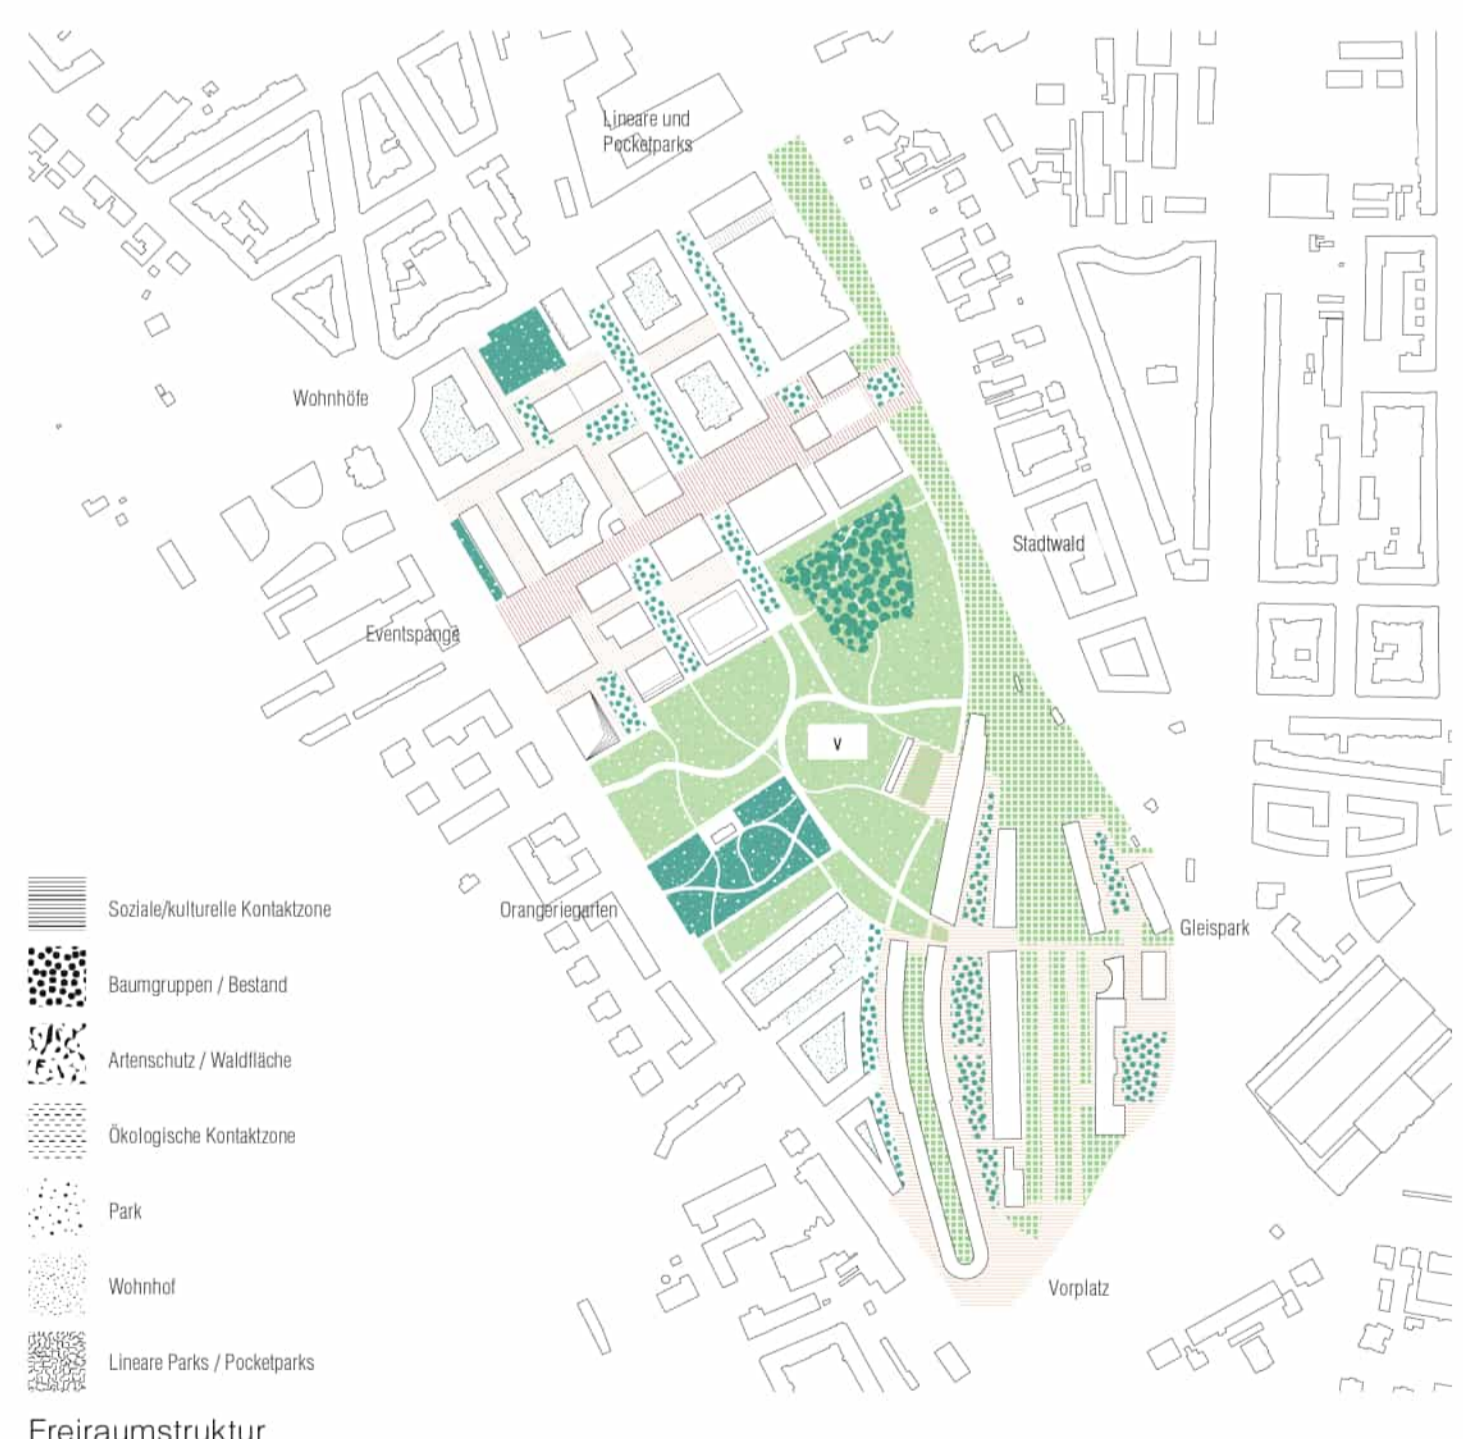 Lineare und
Pocketparks
Wohnhöfe
Stadtwald
Eventspange
V
Orangeriegarten
Gleispark
Vorplatz
Soziale/kulturelle Kontaktzone
Baumgruppen / Bestand
Artenschutz / Waldfläche
Ökologische Kontaktzone
Park
Wohnhof
Lineare Parks / Pocketparks
Freiraumstruktur